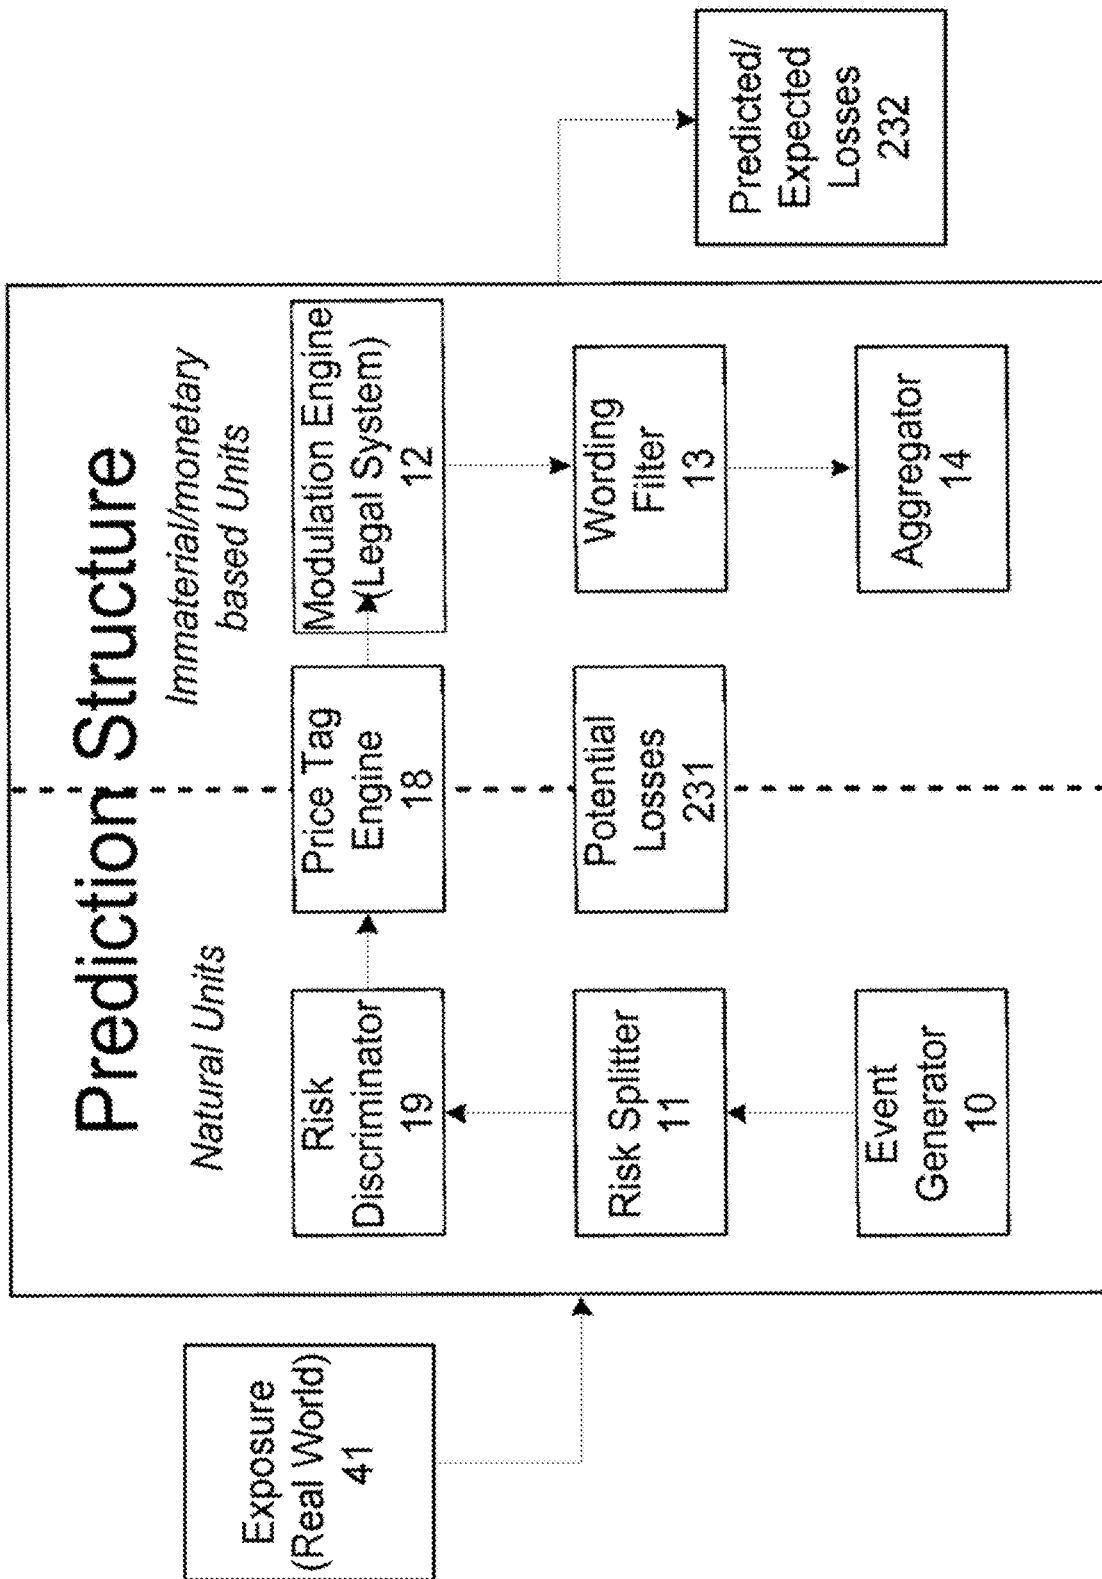 Prediction Structure
Natural Units
Immaterial/monetary
based Units
Exposure
(Real World)
41
Risk
Discriminator
19
Price Tag
Engine
18
Modulation Engine
(Legal System)
12
Risk Splitter
11
Potential
Losses
231
Wording
Filter
13
Event
Generator
10
Aggregator
14
Predicted/
Expected
Losses
232